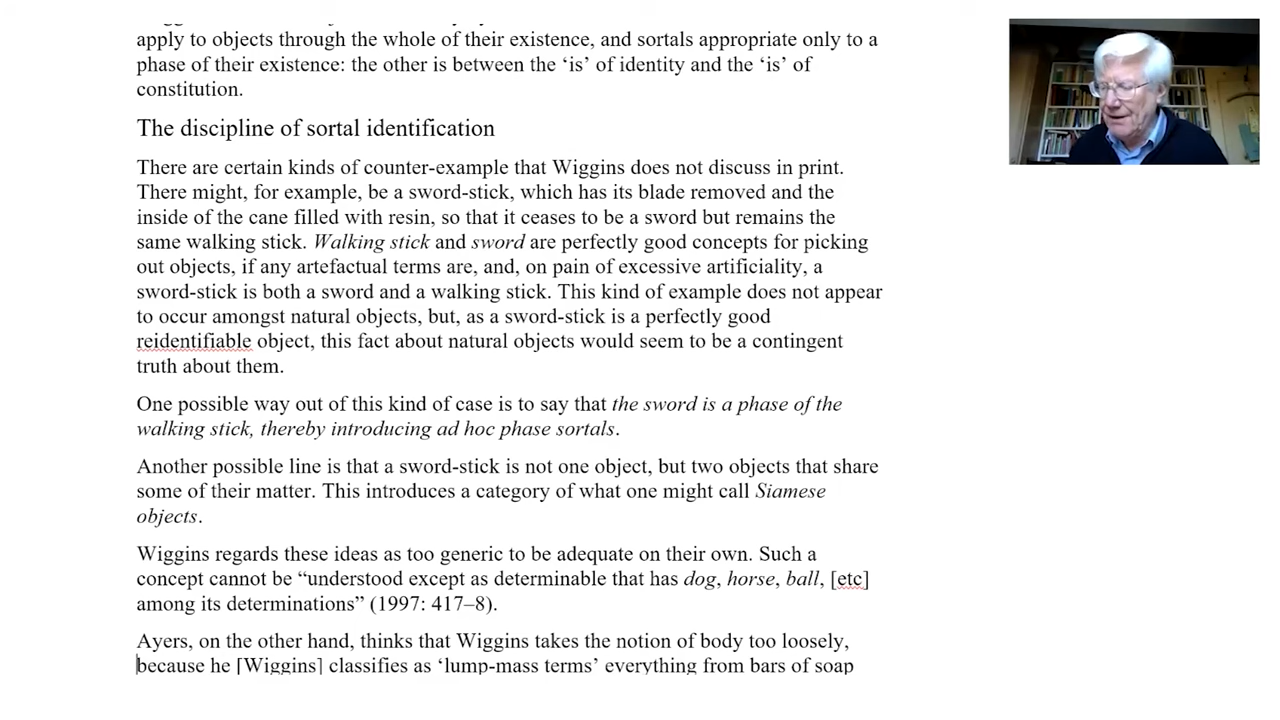 apply to objects through the whole of their existence, and sortals appropriate only to a
phase of their existence: the other is between the ‘is’ of identity and the ‘is’ of
constitution.
The discipline of sortal identification
There are certain kinds of counter-example that Wiggins does not discuss in print.
There might, for example, be a sword-stick, which has its blade removed and the
inside of the cane filled with resin, so that it ceases to be a sword but remains the
same walking stick. Walking stick and sword are perfectly good concepts for picking
out objects, if any artefactual terms are, and, on pain of excessive artificiality, a
sword-stick is both a sword and a walking stick. This kind of example does not appear
to occur amongst natural objects, but, as a sword-stick is a perfectly good
reidentifiable object, this fact about natural objects would seem to be a contingent
truth about them.
One possible way out of this kind of case is to say that the sword is a phase of the
walking stick, thereby introducing ad hoc phase sortals.
Another possible line is that a sword-stick is not one object, but two objects that share
some of their matter. This introduces a category of what one might call Siamese
objects.
Wiggins regards these ideas as too generic to be adequate on their own. Such a
concept cannot be “understood except as determinable that has dog, horse, ball, [etc]
among its determinations” (1997: 417–8).
Ayers, on the other hand, thinks that Wiggins takes the notion of body too loosely,
because he [Wiggins] classifies as ‘lump-mass terms’ everything from bars of soap